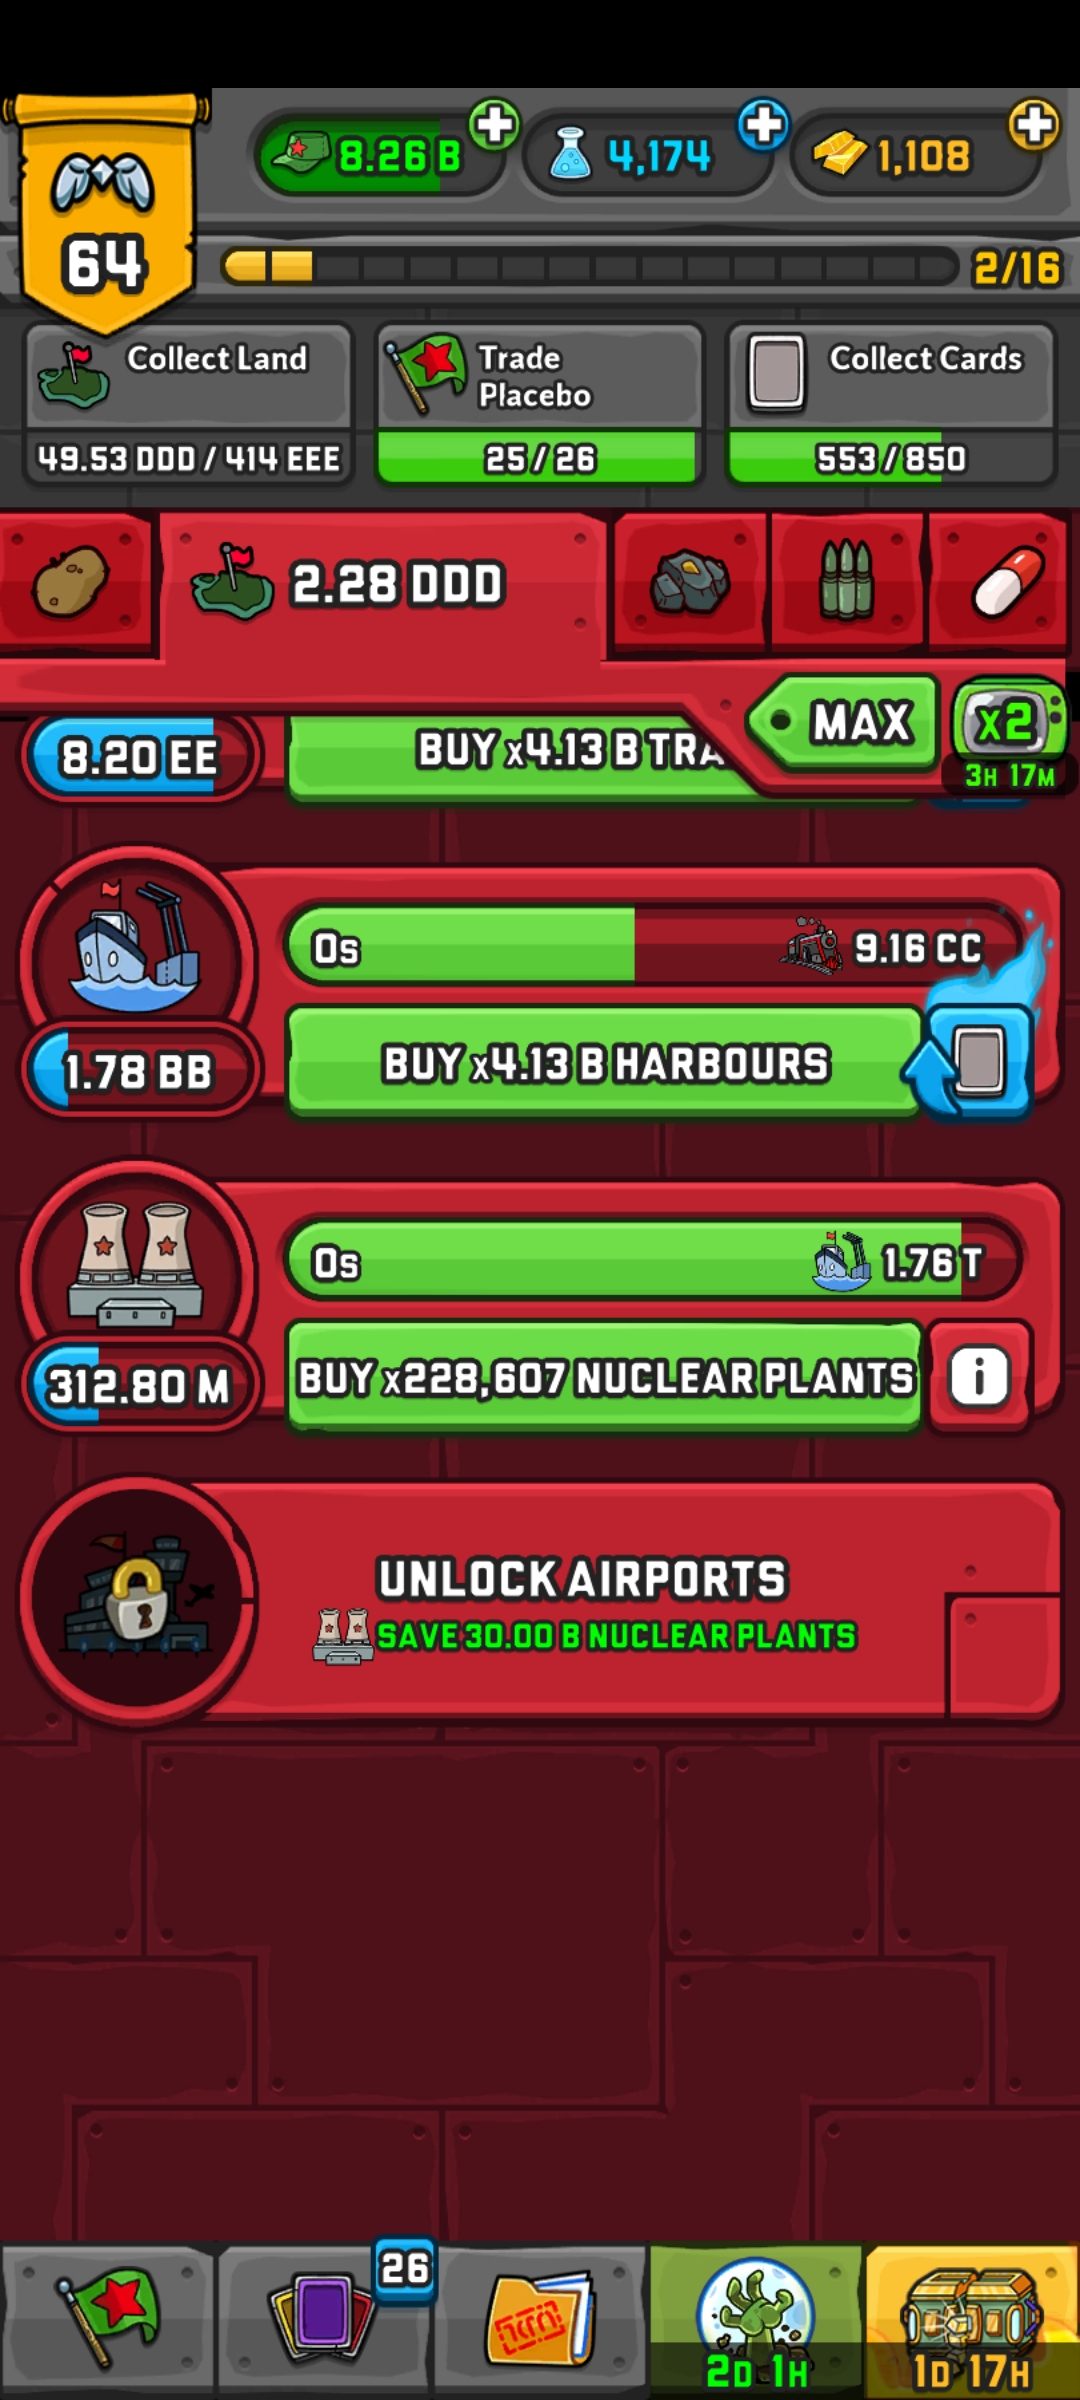 8.26 B
4,174
1,108
64
2/16
Collect Land
49.53 DDD / 414 EEE
Trade
Placebo
25 / 26
Collect Cards
553 / 850
2.28 DDD
MAX
x2
3H 17M
8.20 EE
BUY x4.13 B
0s
9.16 CC
1.78 BB
BUY x4.13 B HARBOURS
0s
1.76 T
312.80 M
BUY x228,607 NUCLEAR PLANTS
i
UNLOCK AIRPORTS
SAVE 30.00 B NUCLEAR PLANTS
26
2D 1H
1D 17H